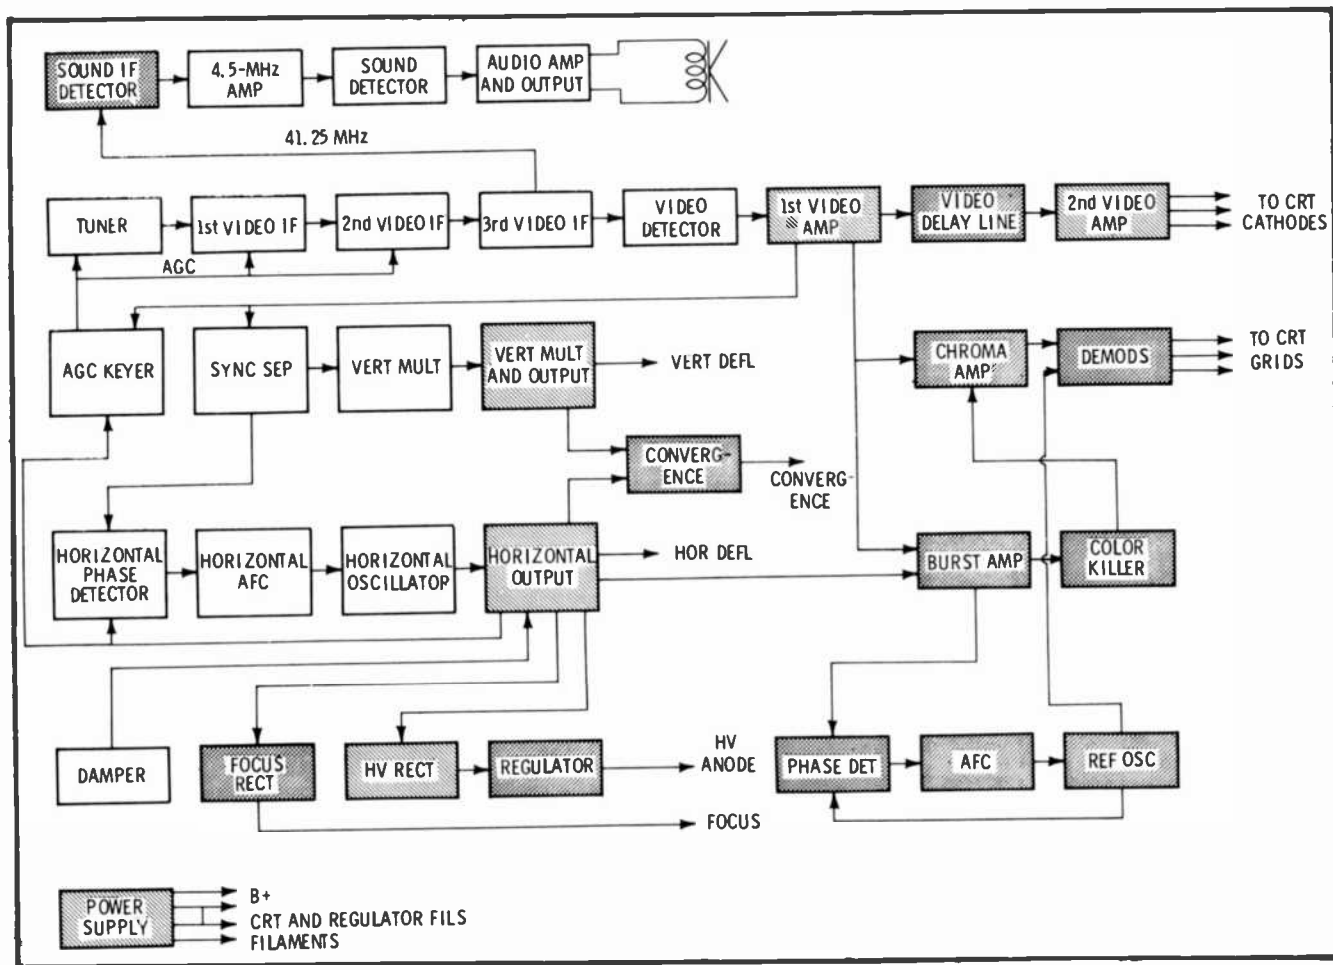 SOUND IF
DETECTOR
4.5-MHz
AMP
SOUND
DETECTOR
AUDIO AMP
AND OUTPUT
41.25 MHz
TUNER
1st VIDEO IF
2nd VIDEO IF
3rd VIDEO IF
VIDEO
DETECTOR
1st VIDEO
AMP
VIDEO
DELAY LINE
2nd VIDEO
AMP
TO CRT
CATHODES
AGC
AGC KEYER
SYNC SEP
VERT MULT
VERT MULT
AND OUTPUT
VERT DEFL
CHROMA
AMP
DEMODS
TO CRT
GRIDS
CONVERG-
ENCE
CONVERG-
ENCE
HORIZONTAL
PHASE
DETECTOR
HORIZONTAL
AFC
HORIZONTAL
OSCILLATOR
HORIZONTAL
OUTPUT
HOR DEFL
BURST AMP
COLOR
KILLER
DAMPER
FOCUS
RECT
HV RECT
REGULATOR
HV
ANODE
PHASE DET
AFC
REF OSC
FOCUS
POWER
SUPPLY
B+
CRT AND REGULATOR FILS
FILAMENTS